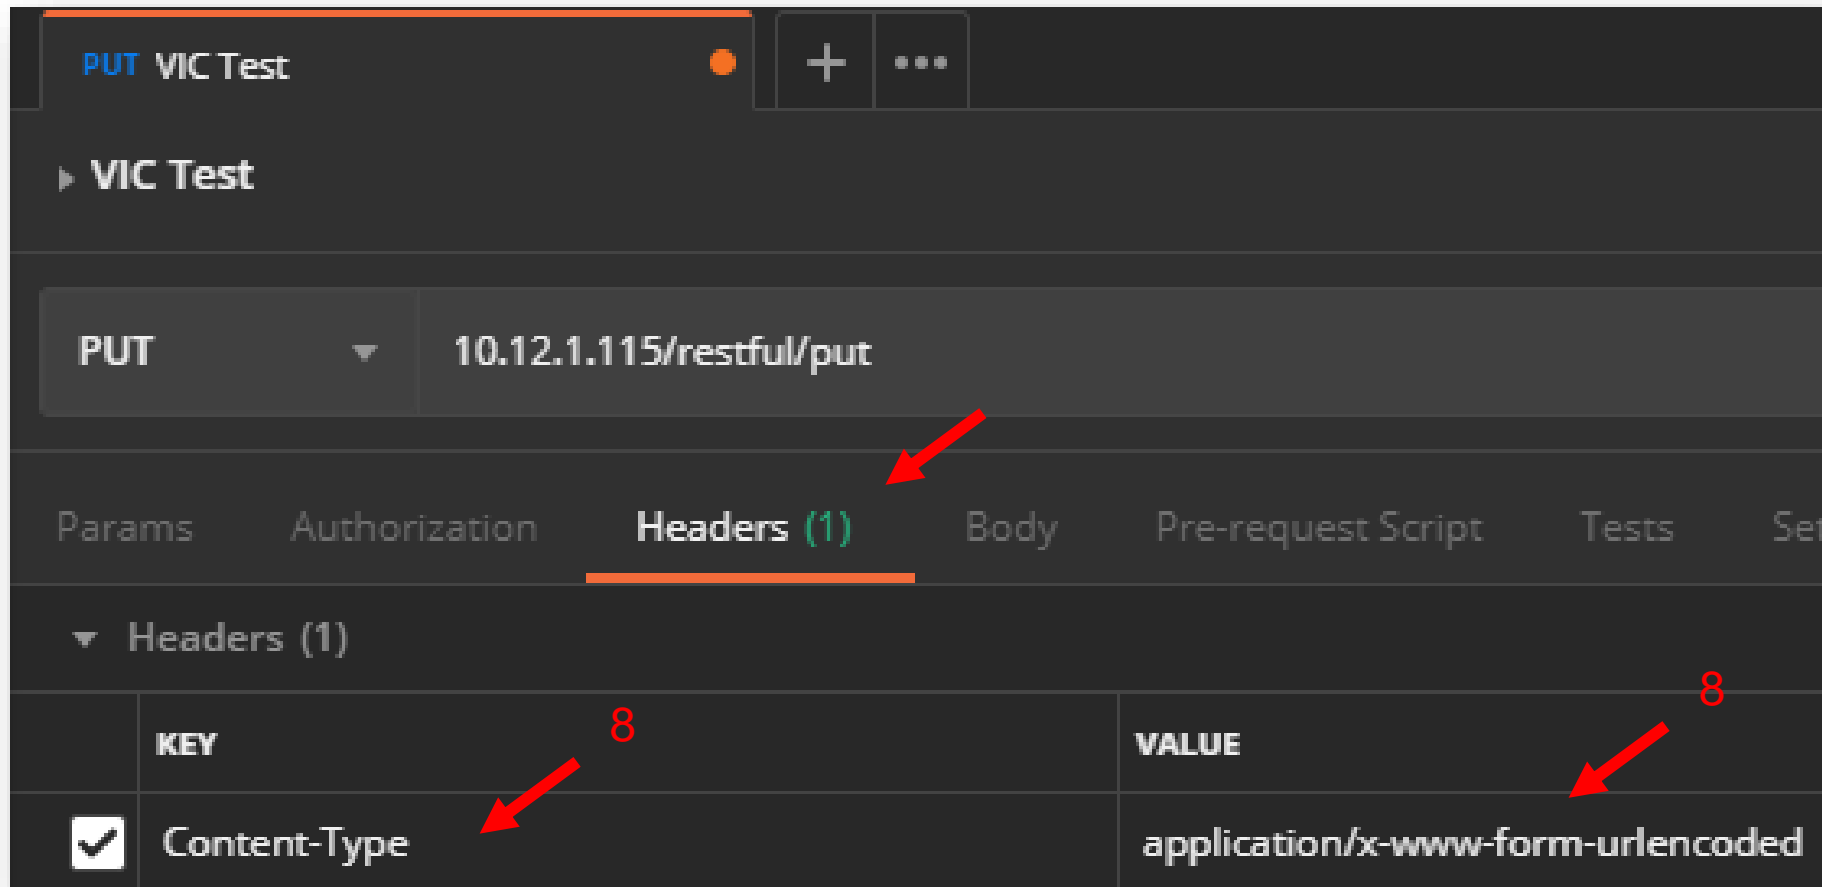 PUT VIC Test
VIC Test
PUT 10.12.1.115/restful/put
Params Authorization Headers (1) Body Pre-request Script Tests Set
Headers (1)
8
8
KEY VALUE
Content-Type application/x-www-form-urlencoded